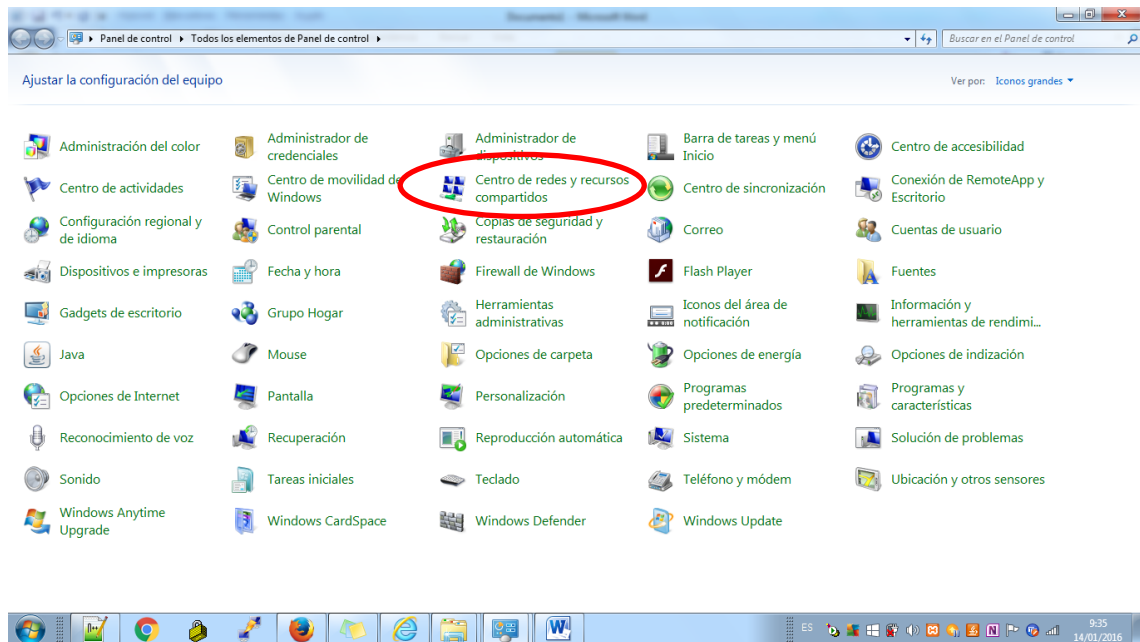 Documento1 - Microsoft Word
Panel de control ▸ Todos los elementos de Panel de control ▸
Buscar en el Panel de control
Ajustar la configuración del equipo
Ver por: Iconos grandes
Administración del color
Administrador de
credenciales
Administrador de
dispositivos
Barra de tareas y menú
Inicio
Centro de accesibilidad
Centro de actividades
Centro de movilidad de
Windows
Centro de redes y recursos
compartidos
Centro de sincronización
Conexión de RemoteApp y
Escritorio
Configuración regional y
de idioma
Control parental
Copias de seguridad y
restauración
Correo
Cuentas de usuario
Dispositivos e impresoras
Fecha y hora
Firewall de Windows
Flash Player
Fuentes
Gadgets de escritorio
Grupo Hogar
Herramientas
administrativas
Iconos del área de
notificación
Información y
herramientas de rendimi...
Java
Mouse
Opciones de carpeta
Opciones de energía
Opciones de indización
Opciones de Internet
Pantalla
Personalización
Programas
predeterminados
Programas y
características
Reconocimiento de voz
Recuperación
Reproducción automática
Sistema
Solución de problemas
Sonido
Tareas iniciales
Teclado
Teléfono y módem
Ubicación y otros sensores
Windows Anytime
Upgrade
Windows CardSpace
Windows Defender
Windows Update
ES
9:35
14/01/2016